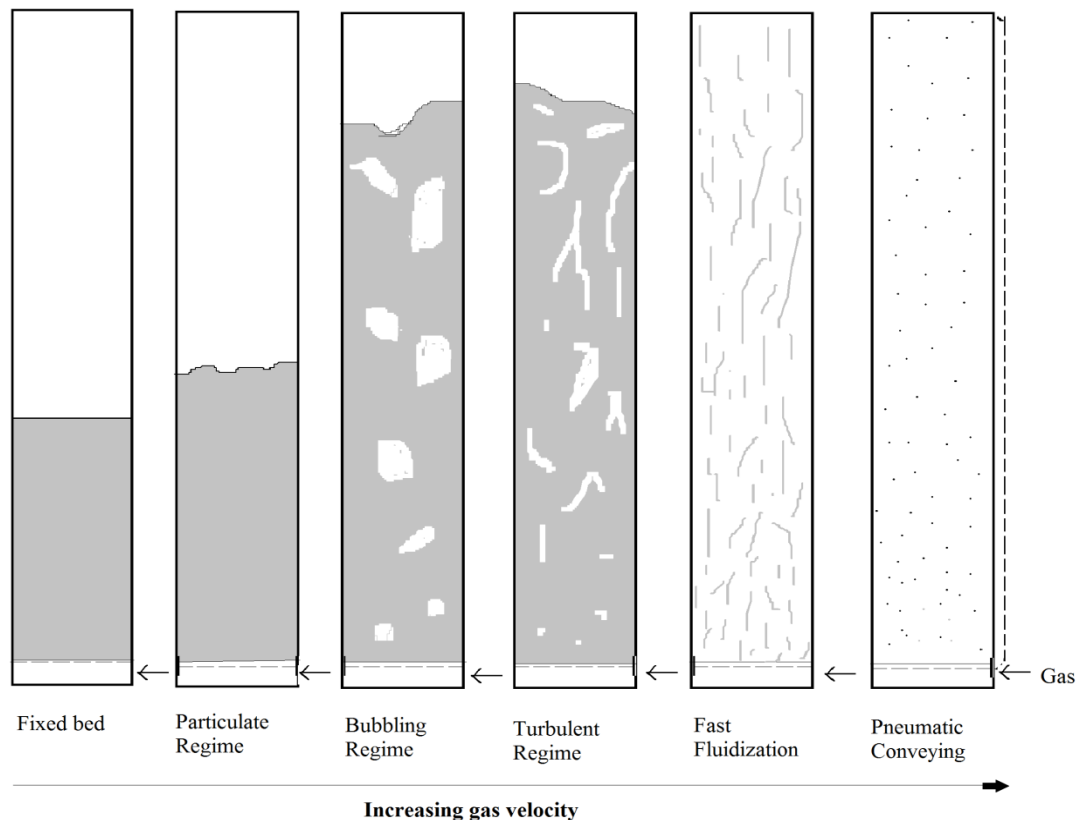 Gas
Fixed bed
Particulate
Regime
Bubbling
Regime
Turbulent
Regime
Fast
Fluidization
Pneumatic
Conveying
Increasing gas velocity